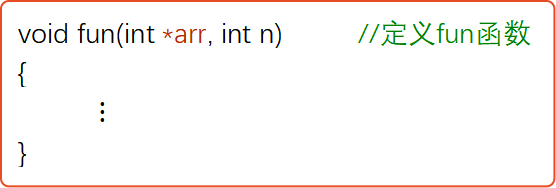 void fun(int *arr, int n) //定义fun函数
{
⋮
}